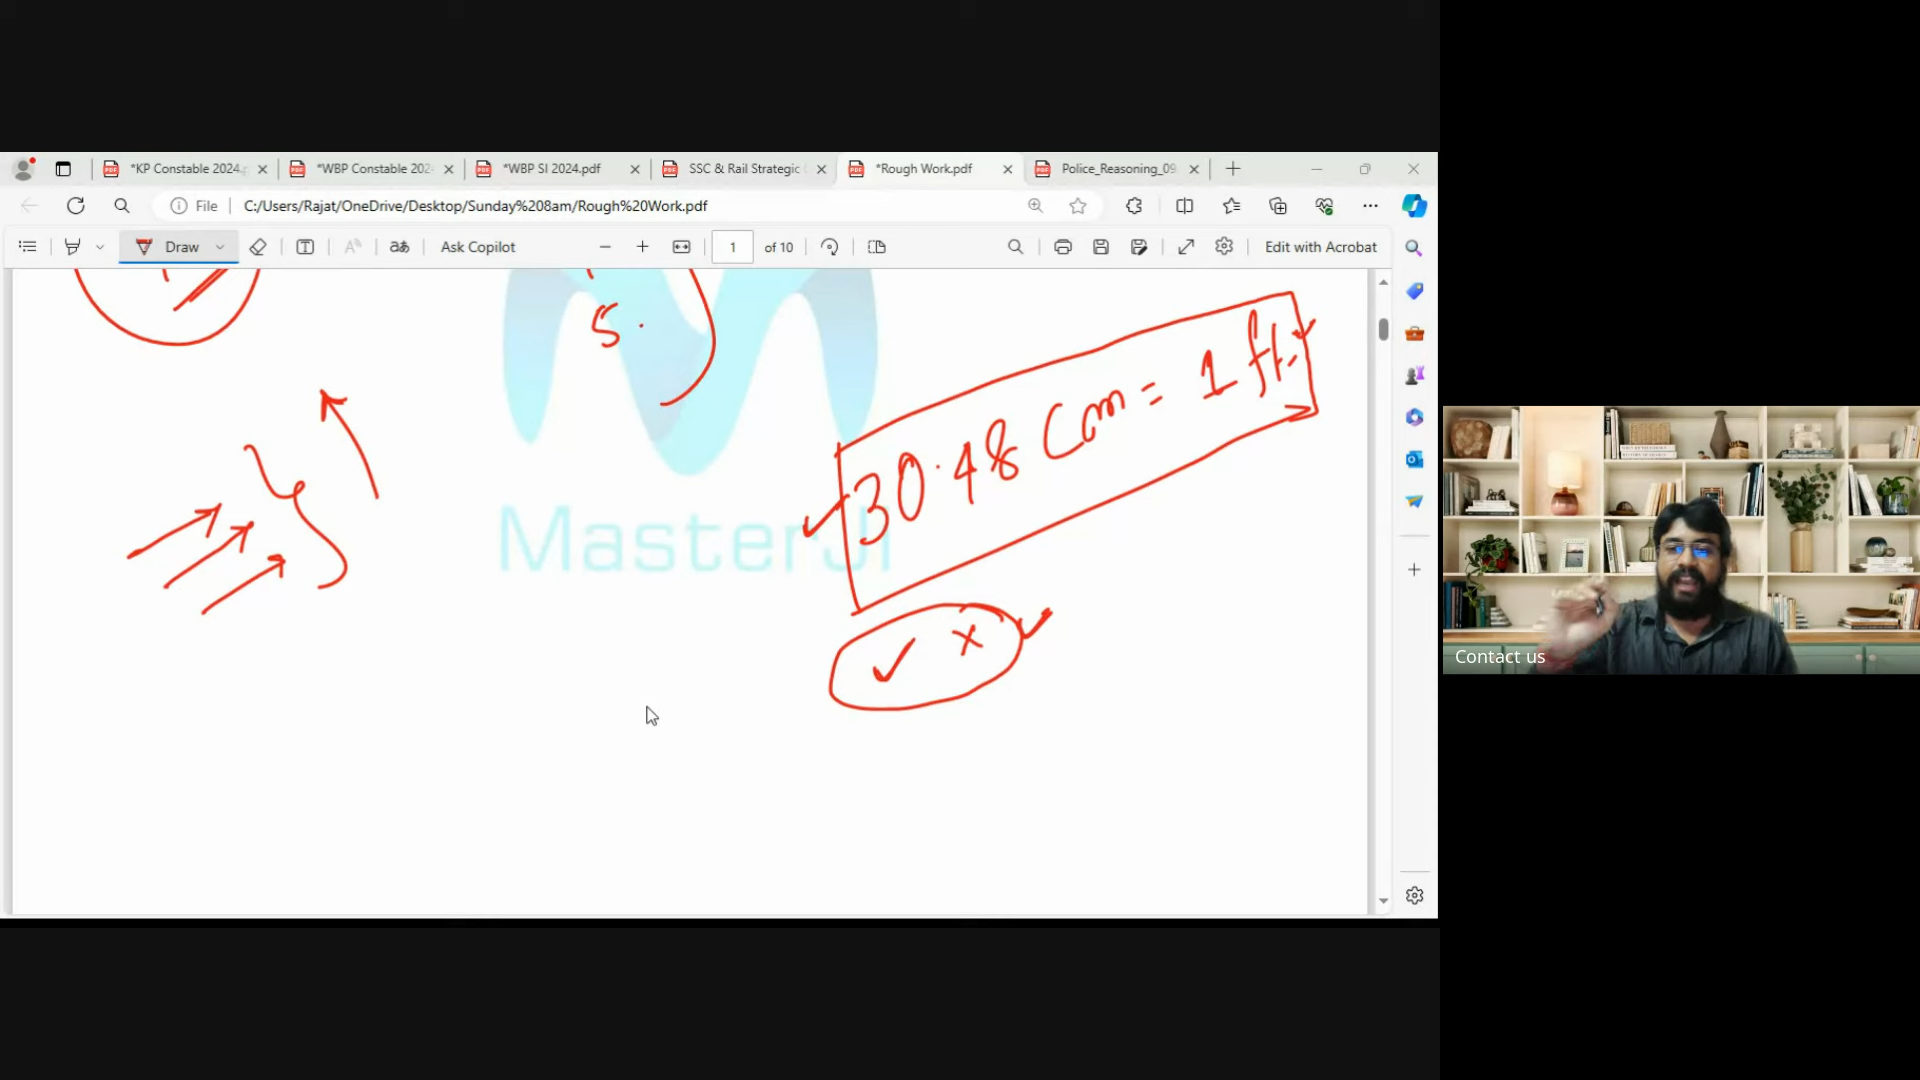 *KP Constable 2024.p
*WBP Constable 202
*WBP SI 2024.pdf
SSC & Rail Strategic
*Rough Work.pdf
Police_Reasoning_09
File
C:/Users/Rajat/OneDrive/Desktop/Sunday%208am/Rough%20Work.pdf
Draw
aあ
Ask Copilot
1
of 10
Edit with Acrobat
5.
30.48 Cm = 1 ft.
MasterJi
Contact us